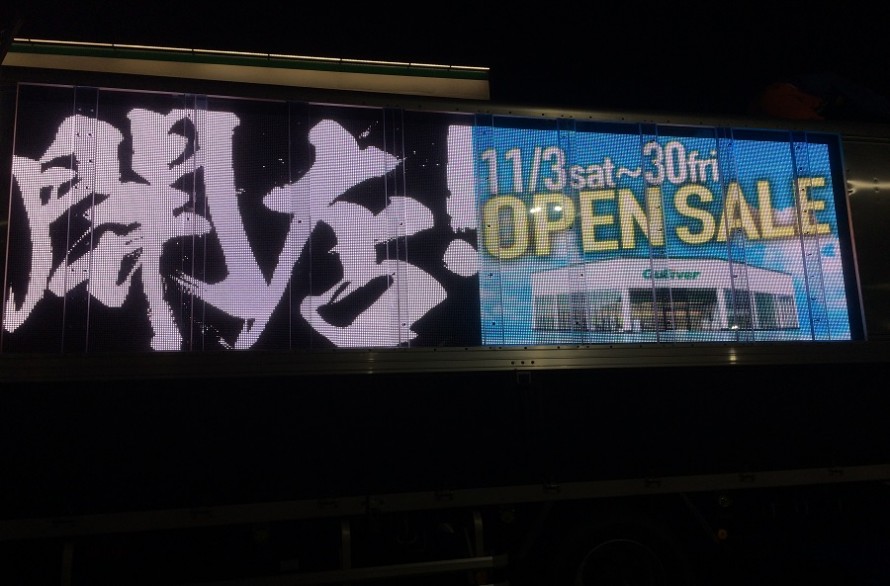 開店!
11/3sat~30fri
OPEN SALE
Gulliver